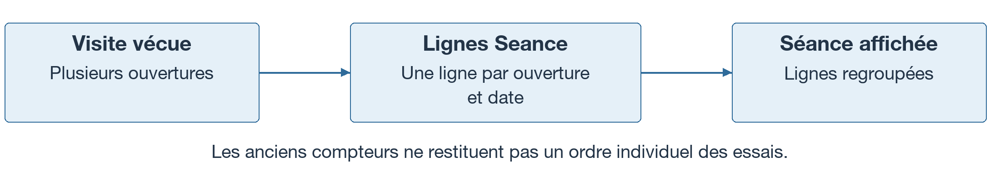 Visite vécue
Plusieurs ouvertures
Lignes Seance
Une ligne par ouverture
et date
Séance affichée
Lignes regroupées
Les anciens compteurs ne restituent pas un ordre individuel des essais.